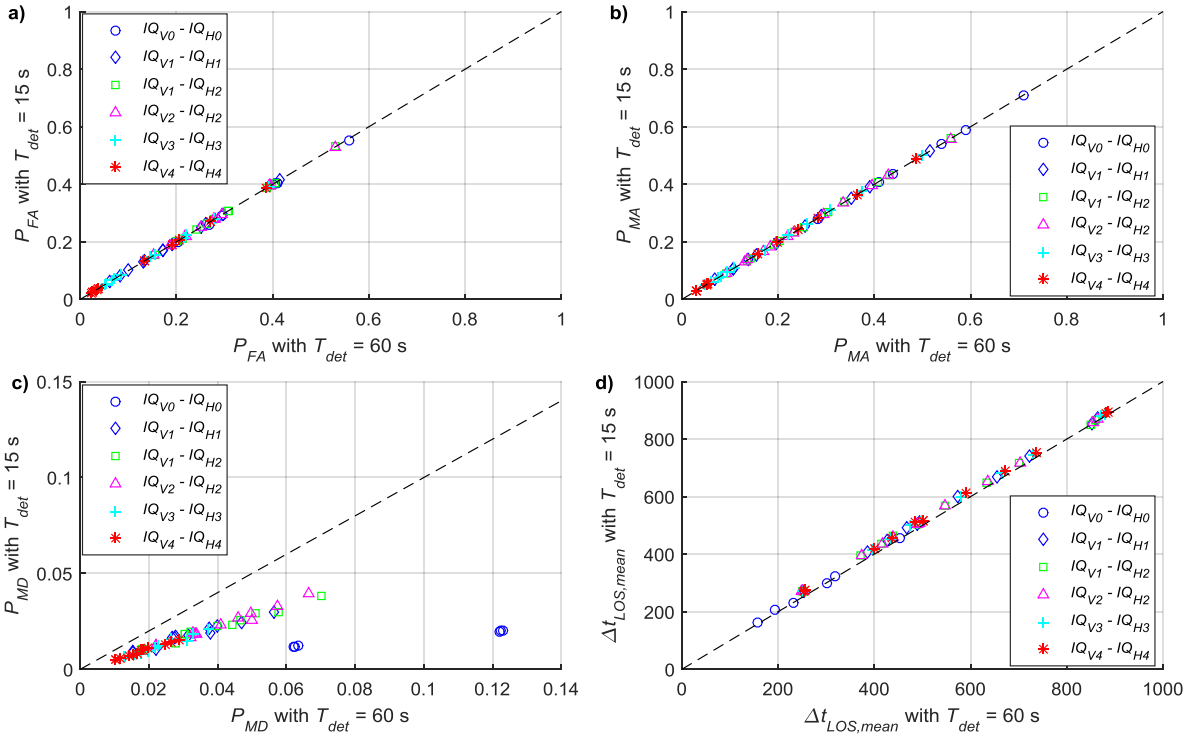 a)
1
0.8
0.6
0.4
0.2
0
0
0.2
0.4
0.6
0.8
1
P_FA with T_det = 15 s
P_FA with T_det = 60 s
IQ_V0 - IQ_H0
IQ_V1 - IQ_H1
IQ_V1 - IQ_H2
IQ_V2 - IQ_H2
IQ_V3 - IQ_H3
IQ_V4 - IQ_H4
b)
1
0.8
0.6
0.4
0.2
0
0
0.2
0.4
0.6
0.8
1
P_MA with T_det = 15 s
P_MA with T_det = 60 s
IQ_V0 - IQ_H0
IQ_V1 - IQ_H1
IQ_V1 - IQ_H2
IQ_V2 - IQ_H2
IQ_V3 - IQ_H3
IQ_V4 - IQ_H4
c)
0.15
0.1
0.05
0
0
0.02
0.04
0.06
0.08
0.1
0.12
0.14
P_MD with T_det = 15 s
P_MD with T_det = 60 s
IQ_V0 - IQ_H0
IQ_V1 - IQ_H1
IQ_V1 - IQ_H2
IQ_V2 - IQ_H2
IQ_V3 - IQ_H3
IQ_V4 - IQ_H4
d)
1000
800
600
400
200
0
0
200
400
600
800
1000
Δt_LOS,mean with T_det = 15 s
Δt_LOS,mean with T_det = 60 s
IQ_V0 - IQ_H0
IQ_V1 - IQ_H1
IQ_V1 - IQ_H2
IQ_V2 - IQ_H2
IQ_V3 - IQ_H3
IQ_V4 - IQ_H4